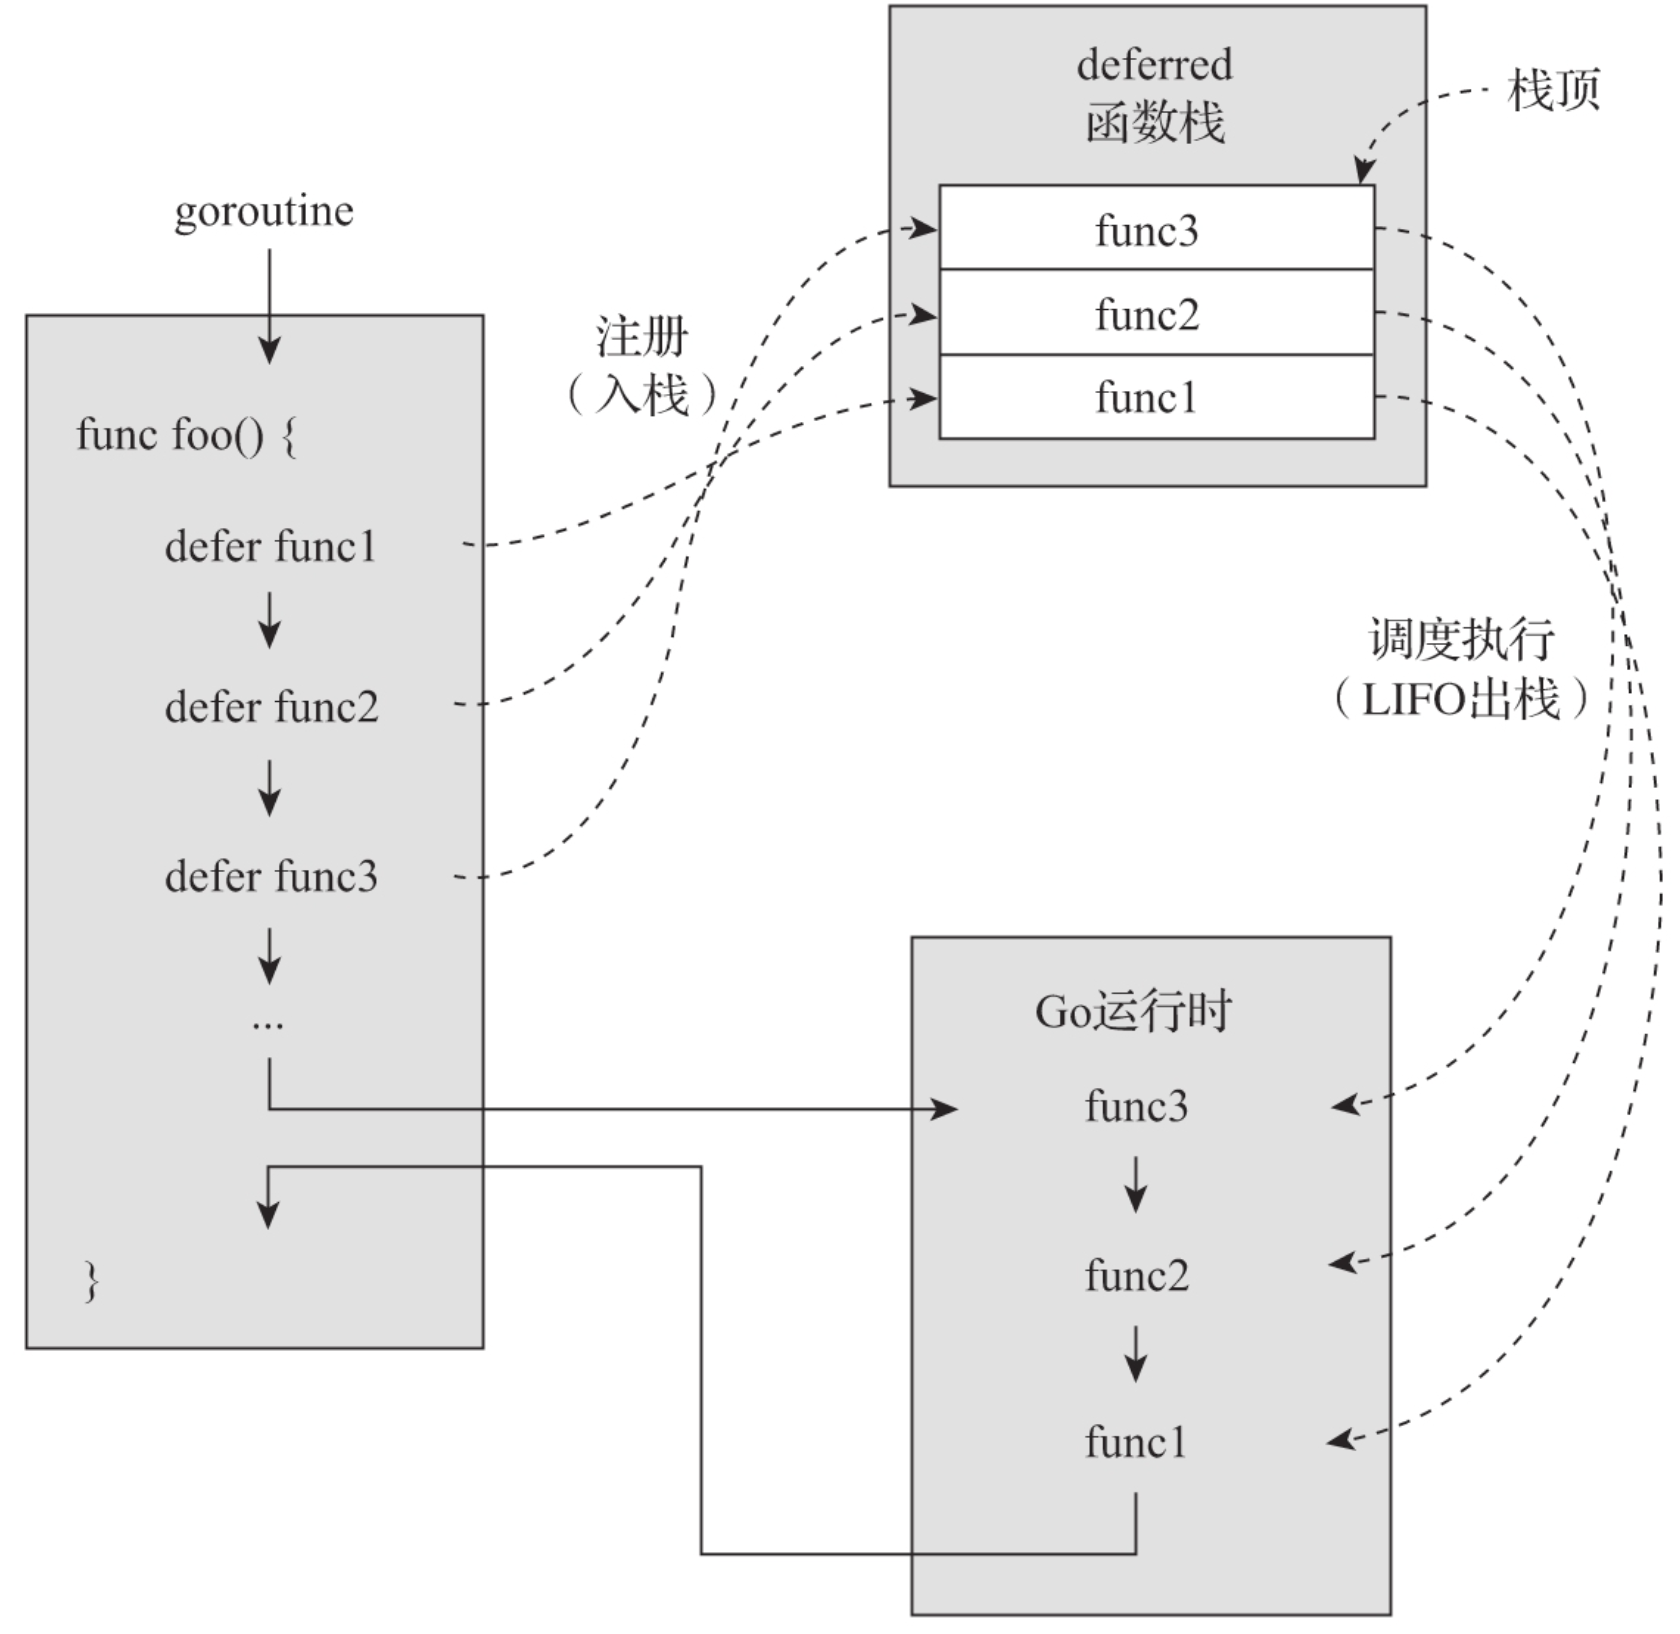 goroutine
func foo() {
defer func1
defer func2
defer func3
...
}
注册
（入栈）
deferred
函数栈
栈顶
func3
func2
func1
调度执行
（LIFO出栈）
Go运行时
func3
func2
func1